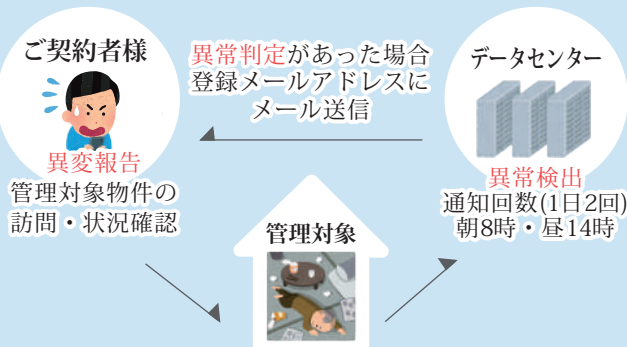 ご契約者様
異変報告
管理対象物件の
訪問・状況確認
異常判定があった場合
登録メールアドレスに
メール送信
データセンター
異常検出
通知回数(1日2回)
朝8時・昼14時
管理対象